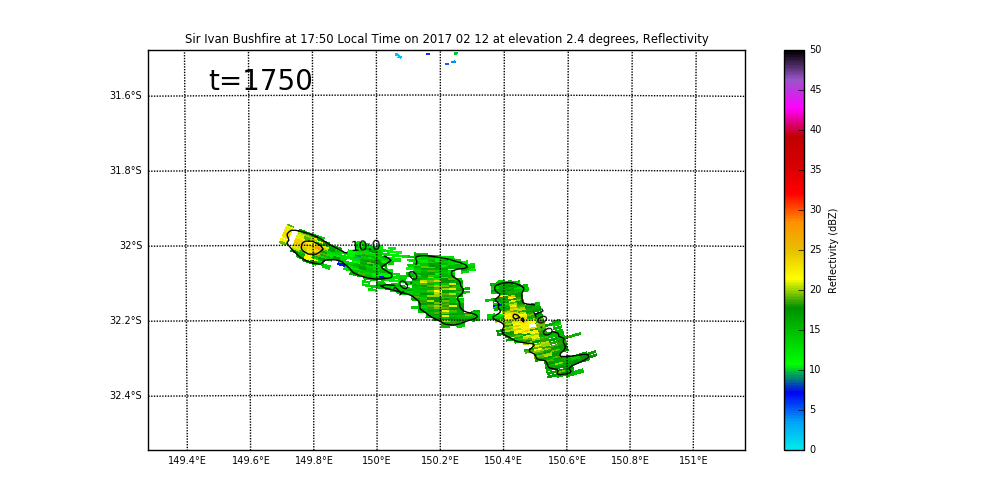 Sir Ivan Bushfire at 17:50 Local Time on 2017 02 12 at elevation 2.4 degrees, Reflectivity
t=1750
31.6°S
31.8°S
32°S
32.2°S
32.4°S
149.4°E 149.6°E 149.8°E 150°E 150.2°E 150.4°E 150.6°E 150.8°E 151°E
10.0
50
45
40
35
30
25
20
15
10
5
0
Reflectivity (dBZ)